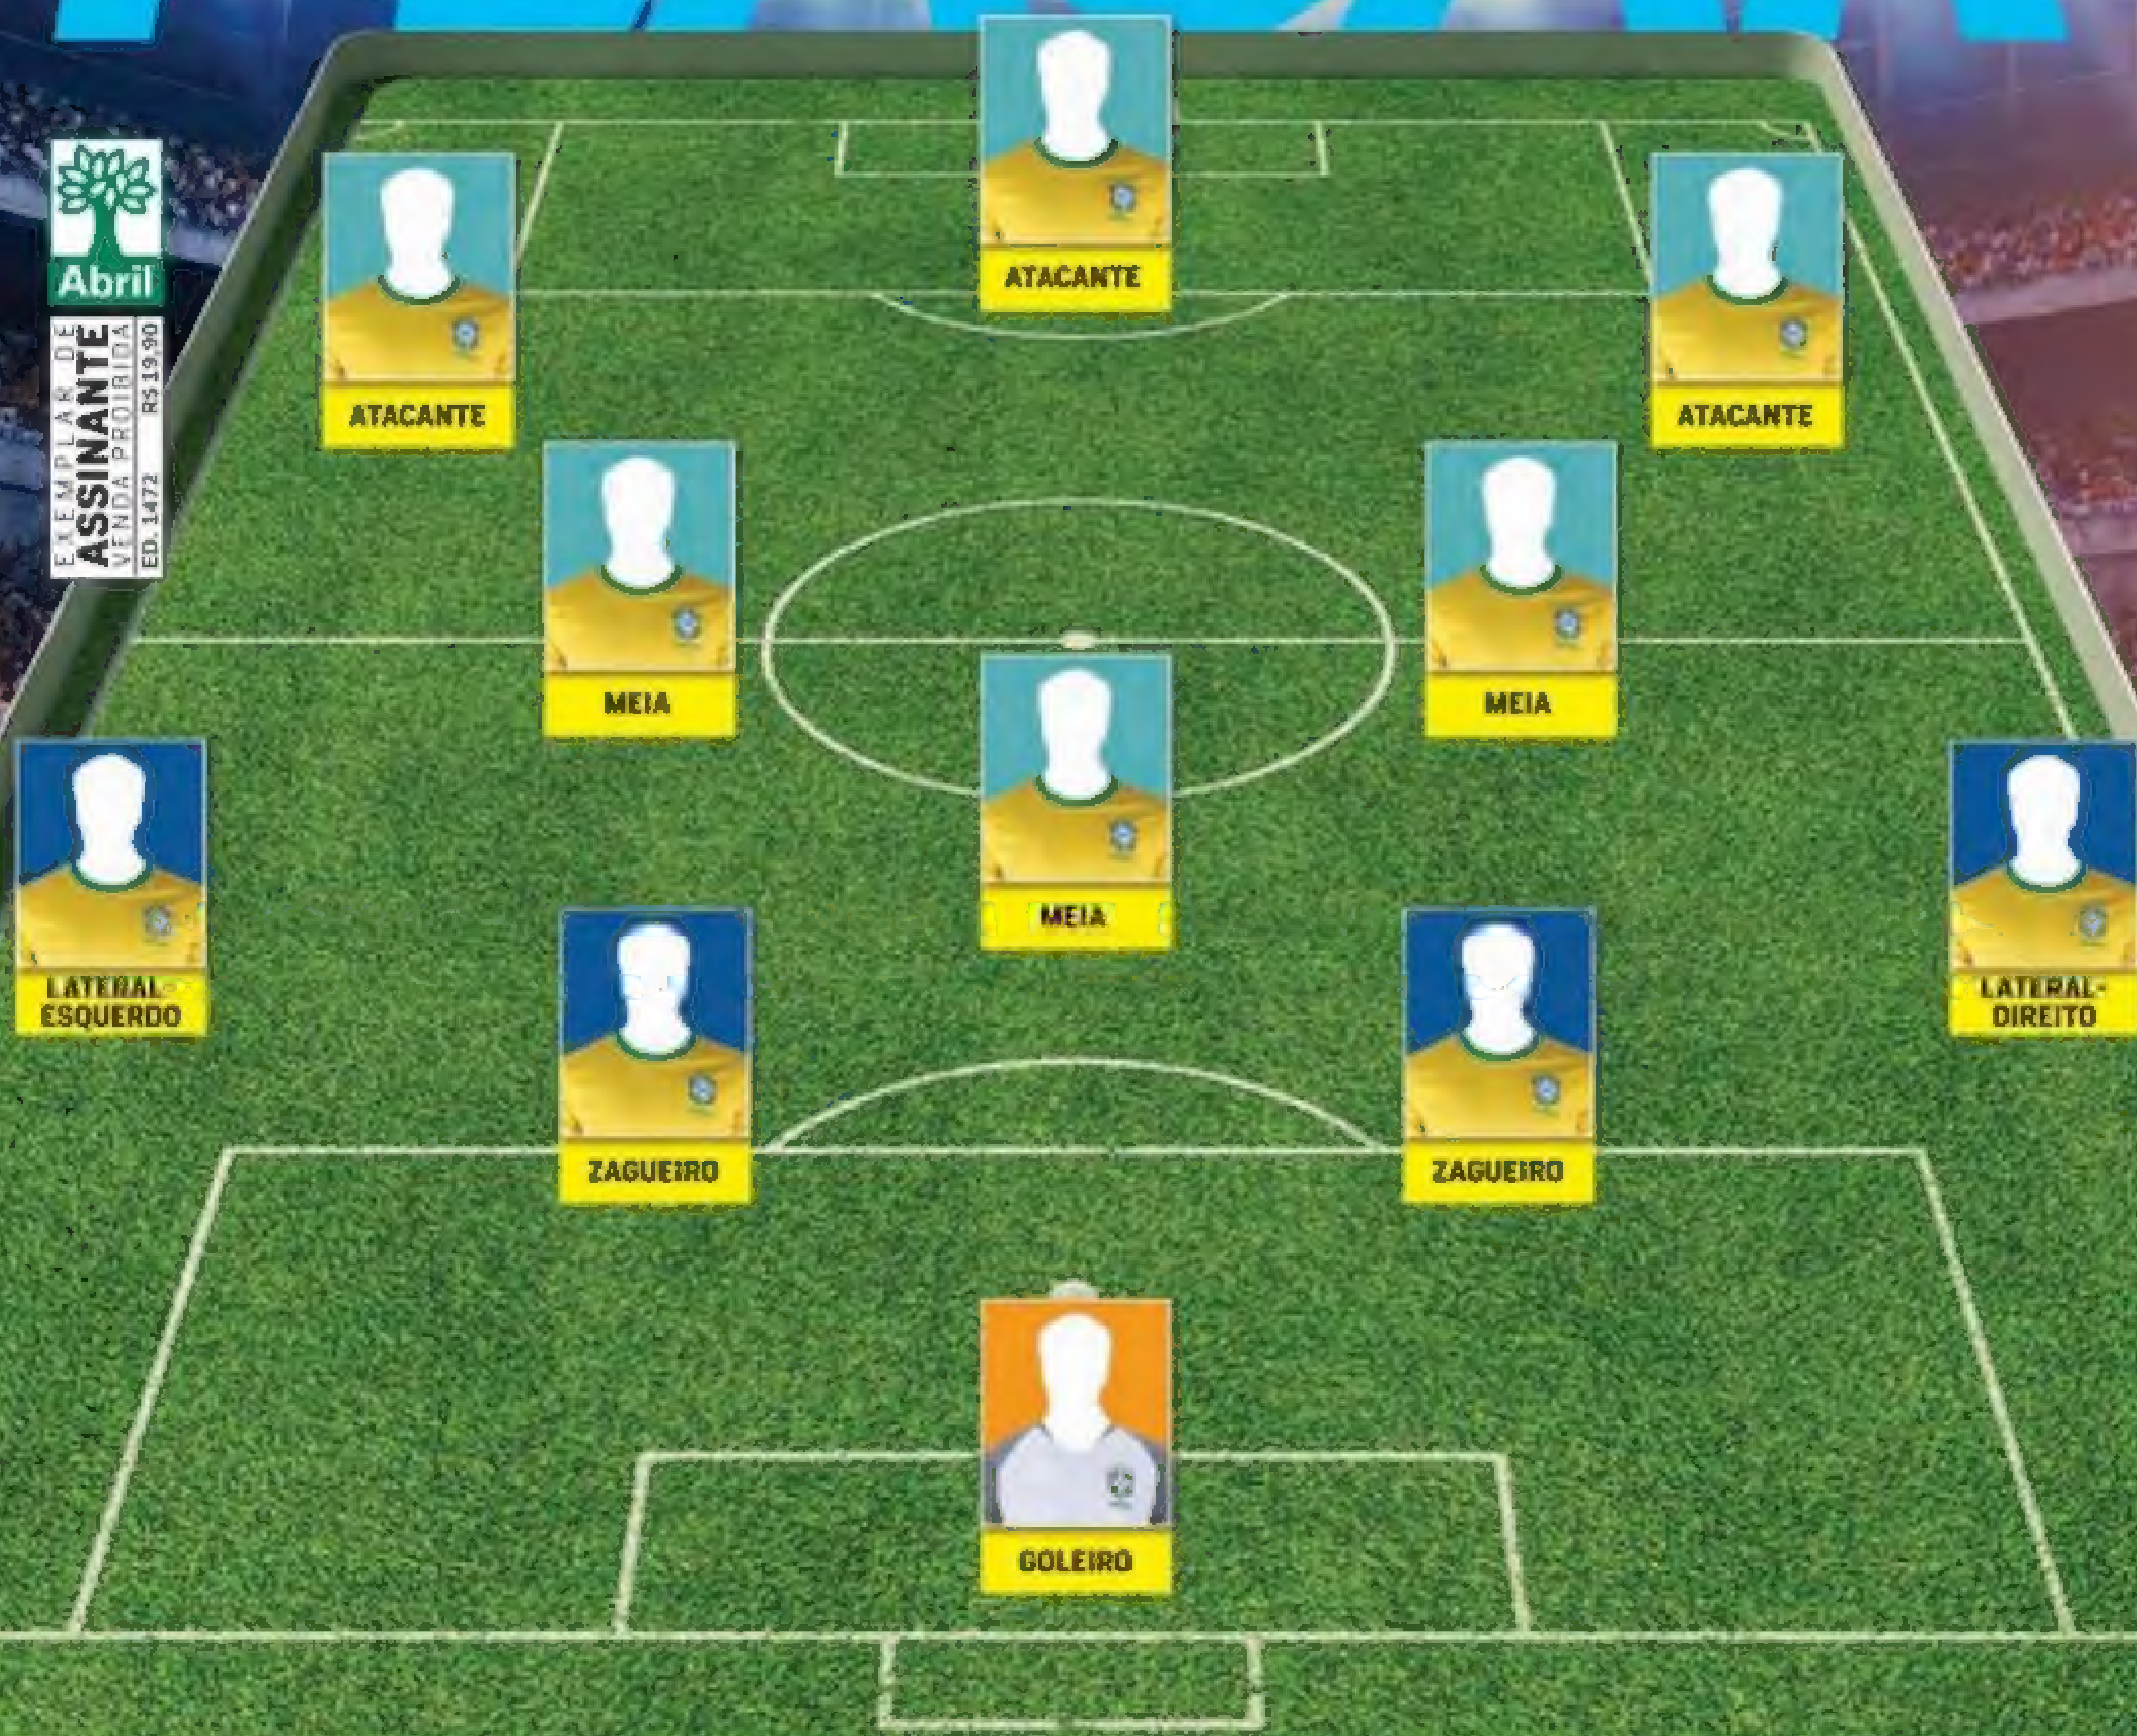 ATACANTE
ATACANTE
ATACANTE
Abril
EXEMPLAR DE
ASSINANTE
VENDA PROIBIDA
ED. 1472 R$ 19,90
MEIA
MEIA
MEIA
LATERAL-
ESQUERDO
LATERAL-
DIREITO
ZAGUEIRO
ZAGUEIRO
GOLEIRO